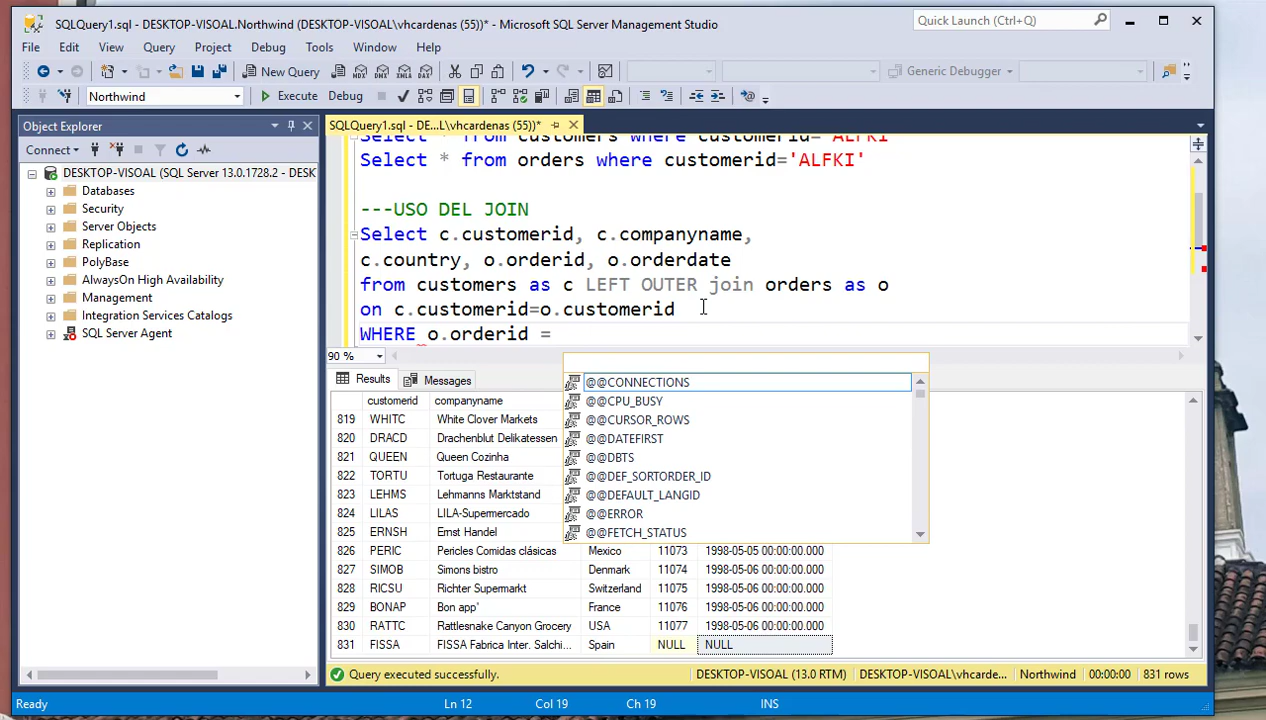 SQLQuery1.sql - DESKTOP-VISOAL.Northwind (DESKTOP-VISOAL\vhcardenas (55))* - Microsoft SQL Server Management Studio
Quick Launch (Ctrl+Q)
File Edit View Query Project Debug Tools Window Help
New Query
Generic Debugger
Northwind
Execute Debug
Object Explorer
SQLQuery1.sql - DE...L\vhcardenas (55))*
Connect
DESKTOP-VISOAL (SQL Server 13.0.1728.2 - DESKT
Databases
Security
Server Objects
Replication
PolyBase
AlwaysOn High Availability
Management
Integration Services Catalogs
SQL Server Agent
Select * from customers where customerid='ALFKI'
Select * from orders where customerid='ALFKI'
---USO DEL JOIN
Select c.customerid, c.companyname,
c.country, o.orderid, o.orderdate
from customers as c LEFT OUTER join orders as o
on c.customerid=o.customerid
WHERE o.orderid =
90 %
@@CONNECTIONS
@@CPU_BUSY
@@CURSOR_ROWS
@@DATEFIRST
@@DBTS
@@DEF_SORTORDER_ID
@@DEFAULT_LANGID
@@ERROR
@@FETCH_STATUS
Results Messages
customerid companyname
819 WHITC White Clover Markets
820 DRACD Drachenblut Delikatessen
821 QUEEN Queen Cozinha
822 TORTU Tortuga Restaurante
823 LEHMS Lehmanns Marktstand
824 LILAS LILA-Supermercado
825 ERNSH Ernst Handel
826 PERIC Pericles Comidas clásicas Mexico 11073 1998-05-05 00:00:00.000
827 SIMOB Simons bistro Denmark 11074 1998-05-06 00:00:00.000
828 RICSU Richter Supermarkt Switzerland 11075 1998-05-06 00:00:00.000
829 BONAP Bon app' France 11076 1998-05-06 00:00:00.000
830 RATTC Rattlesnake Canyon Grocery USA 11077 1998-05-06 00:00:00.000
831 FISSA FISSA Fabrica Inter. Salchi... Spain NULL NULL
Query executed successfully.
DESKTOP-VISOAL (13.0 RTM) DESKTOP-VISOAL\vhcarde... Northwind 00:00:00 831 rows
Ready Ln 12 Col 19 Ch 19 INS